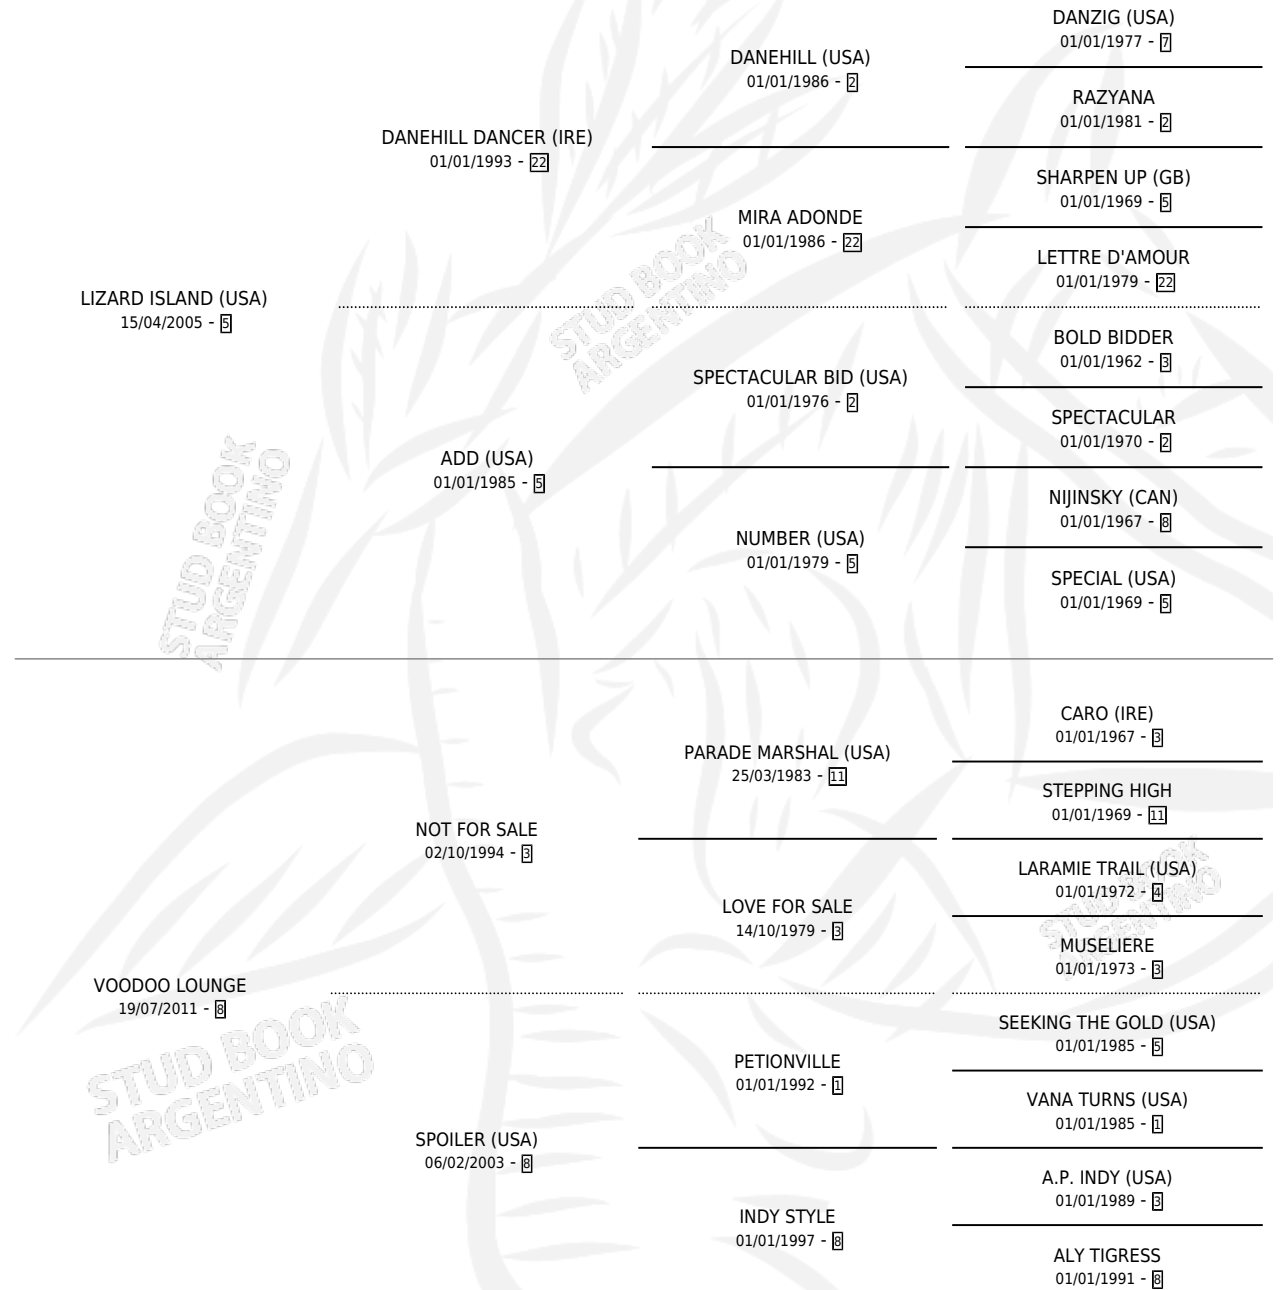 DANZIG (USA)
01/01/1977 - 7
DANEHILL (USA)
01/01/1986 - 2
RAZYANA
01/01/1981 - 2
DANEHILL DANCER (IRE)
01/01/1993 - 22
SHARPEN UP (GB)
01/01/1969 - 5
MIRA ADONDE
01/01/1986 - 22
LETTRE D'AMOUR
01/01/1979 - 22
LIZARD ISLAND (USA)
15/04/2005 - 5
BOLD BIDDER
01/01/1962 - 3
SPECTACULAR BID (USA)
01/01/1976 - 2
SPECTACULAR
01/01/1970 - 2
ADD (USA)
01/01/1985 - 5
NIJINSKY (CAN)
01/01/1967 - 8
NUMBER (USA)
01/01/1979 - 5
SPECIAL (USA)
01/01/1969 - 5
CARO (IRE)
01/01/1967 - 3
PARADE MARSHAL (USA)
25/03/1983 - 11
STEPPING HIGH
01/01/1969 - 11
NOT FOR SALE
02/10/1994 - 3
LARAMIE TRAIL (USA)
01/01/1972 - 4
LOVE FOR SALE
14/10/1979 - 3
MUSELIERE
01/01/1973 - 3
VOODOO LOUNGE
19/07/2011 - 8
SEEKING THE GOLD (USA)
01/01/1985 - 5
PETIONVILLE
01/01/1992 - 1
VANA TURNS (USA)
01/01/1985 - 1
SPOILER (USA)
06/02/2003 - 8
A.P. INDY (USA)
01/01/1989 - 3
INDY STYLE
01/01/1997 - 8
ALY TIGRESS
01/01/1991 - 8
STUD BOOK
ARGENTINO
STUD BOOK
ARGENTINO
STUD BOOK
ARGENTINO
STUD BOOK
ARGENTINO